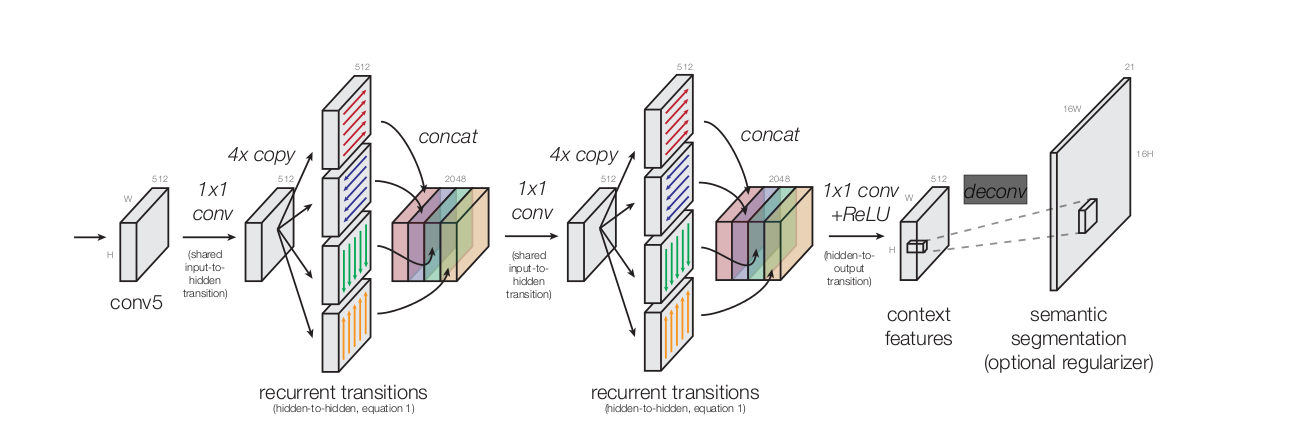 512
W
H
conv5
1x1
conv
(shared
input-to-
hidden
transition)
512
4x copy
512
concat
2048
recurrent transitions
(hidden-to-hidden, equation 1)
1x1
conv
(shared
input-to-
hidden
transition)
512
4x copy
512
concat
2048
recurrent transitions
(hidden-to-hidden, equation 1)
1x1 conv
+ReLU
(hidden-to-
output
transition)
512
W
H
context
features
deconv
21
16W
16H
semantic
segmentation
(optional regularizer)